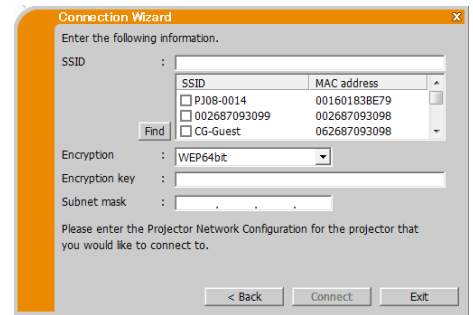 Connection Wizard x
Enter the following information.
SSID :
SSID MAC address
PJ08-0014 00160183BE79
002687093099 002687093098
Find CG-Guest 062687093098
Encryption : WEP64bit
Encryption key :
Subnet mask : . . .
Please enter the Projector Network Configuration for the projector that
you would like to connect to.
< Back Connect Exit